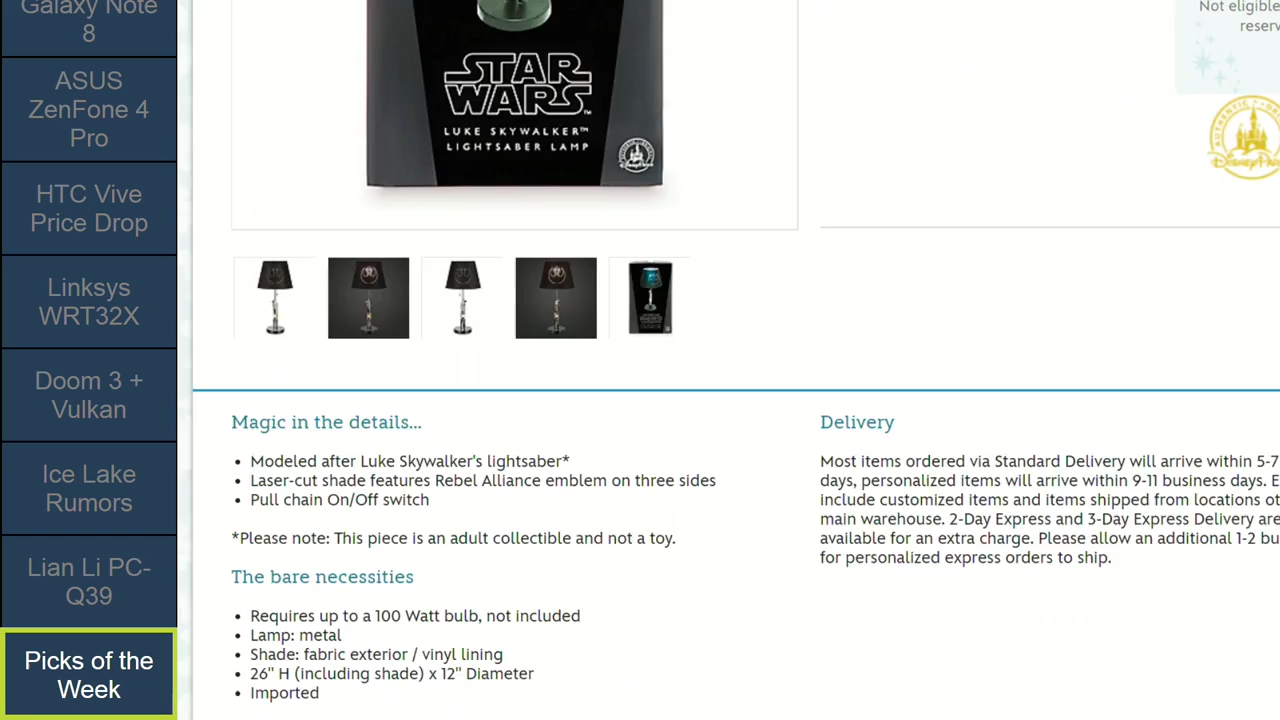 Galaxy Note
8
ASUS
ZenFone 4
Pro
HTC Vive
Price Drop
Linksys
WRT32X
Doom 3 +
Vulkan
Ice Lake
Rumors
Lian Li PC-
Q39
Picks of the
Week
STAR
WARS™
LUKE SKYWALKER™
LIGHTSABER LAMP
Not eligible
reserv
Magic in the details...
• Modeled after Luke Skywalker's lightsaber*
• Laser-cut shade features Rebel Alliance emblem on three sides
• Pull chain On/Off switch
*Please note: This piece is an adult collectible and not a toy.
The bare necessities
• Requires up to a 100 Watt bulb, not included
• Lamp: metal
• Shade: fabric exterior / vinyl lining
• 26'' H (including shade) x 12'' Diameter
• Imported
Delivery
Most items ordered via Standard Delivery will arrive within 5-7
days, personalized items will arrive within 9-11 business days. E
include customized items and items shipped from locations ot
main warehouse. 2-Day Express and 3-Day Express Delivery are
available for an extra charge. Please allow an additional 1-2 bu
for personalized express orders to ship.